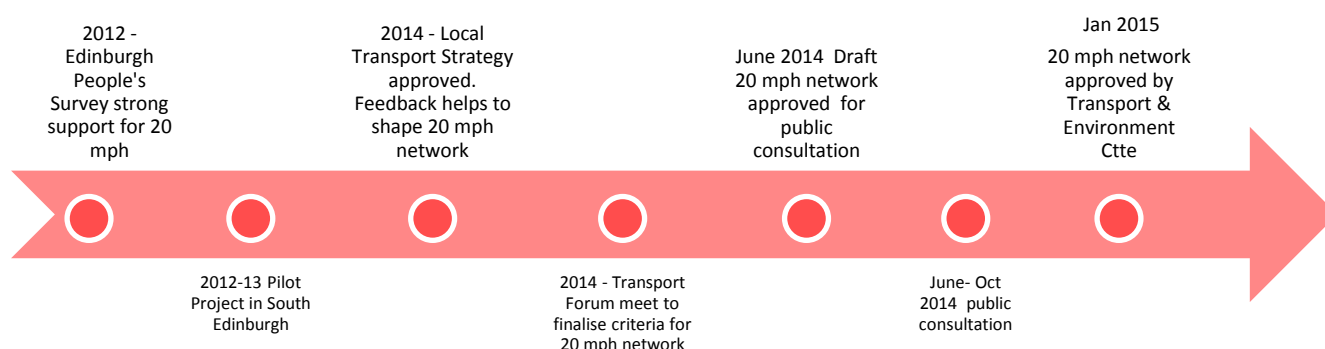 2012 -
Edinburgh
People's
Survey strong
support for 20
mph
2012-13 Pilot
Project in South
Edinburgh
2014 - Local
Transport Strategy
approved.
Feedback helps to
shape 20 mph
network
2014 - Transport
Forum meet to
finalise criteria for
20 mph network
June 2014 Draft
20 mph network
approved for
public
consultation
June- Oct
2014 public
consultation
Jan 2015
20 mph network
approved by
Transport &
Environment
Ctte